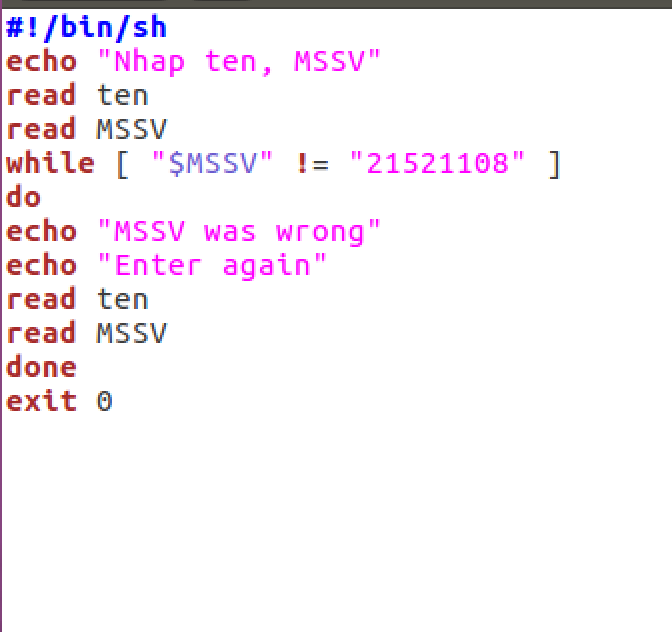 #!/bin/sh
echo "Nhap ten, MSSV"
read ten
read MSSV
while [ "$MSSV" != "21521108" ]
do
echo "MSSV was wrong"
echo "Enter again"
read ten
read MSSV
done
exit 0